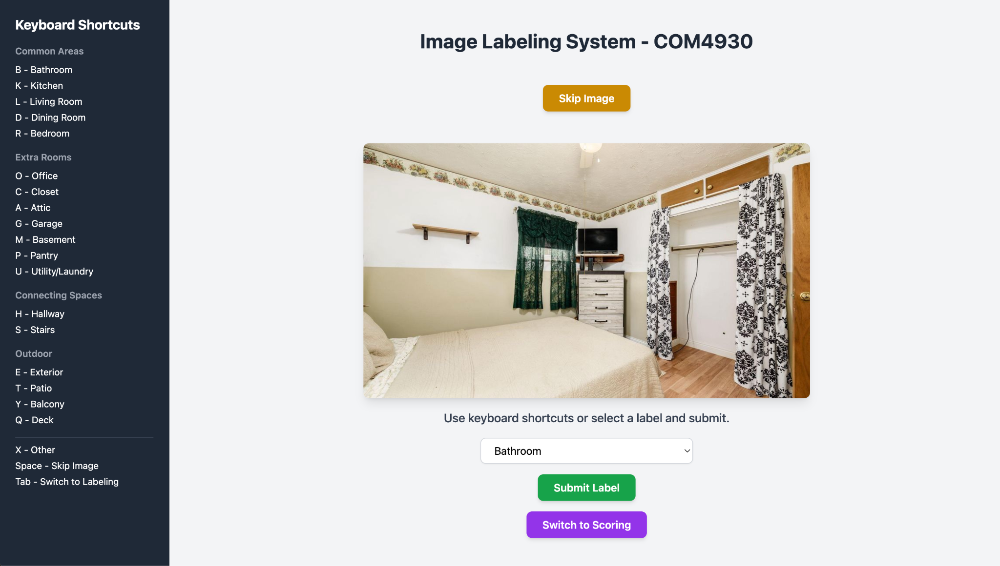 Keyboard Shortcuts
Common Areas
B - Bathroom
K - Kitchen
L - Living Room
D - Dining Room
R - Bedroom
Extra Rooms
O - Office
C - Closet
A - Attic
G - Garage
M - Basement
P - Pantry
U - Utility/Laundry
Connecting Spaces
H - Hallway
S - Stairs
Outdoor
E - Exterior
T - Patio
Y - Balcony
Q - Deck
X - Other
Space - Skip Image
Tab - Switch to Labeling
Image Labeling System - COM4930
Skip Image
Use keyboard shortcuts or select a label and submit.
Bathroom
Submit Label
Switch to Scoring